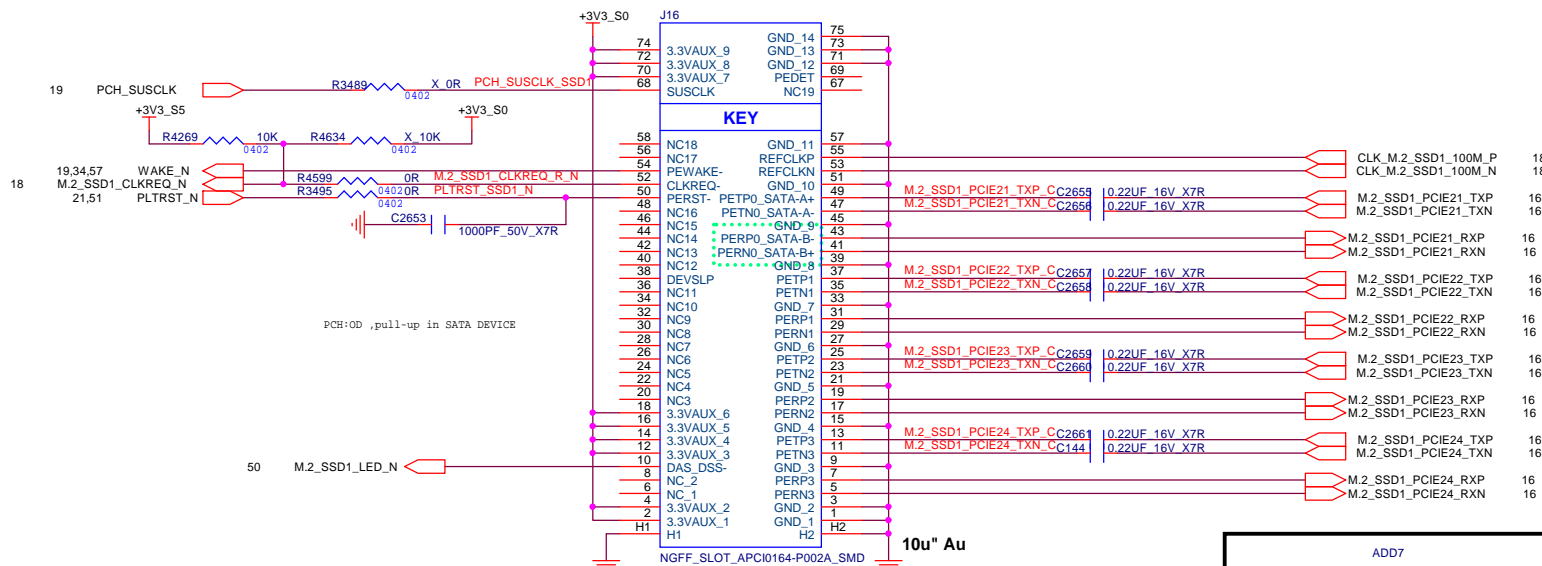 +3V3_S0
J16
74 3.3VAUX_9
72 3.3VAUX_8
70 3.3VAUX_7
68 SUSCLK
GND_14 75
GND_13 73
GND_12 71
PEDET 69
NC19 67
19 PCH_SUSCLK
R3489 X_0R
0402
PCH_SUSCLK_SSD1
KEY
+3V3_S5
R4269 10K
0402
R4634 X_10K
0402
+3V3_S0
19,34,57 WAKE_N
18 M.2_SSD1_CLKREQ_N
21,51 PLTRST_N
R4599 0R
0402
M.2_SSD1_CLKREQ_R_N
R3495 0R
0402
PLTRST_SSD1_N
C2653
1000PF_50V_X7R
PCH:OD ,pull-up in SATA DEVICE
50 M.2_SSD1_LED_N
58 NC18
56 NC17
54 PEWAKE-
52 CLKREQ-
50 PERST-
48 NC16
46 NC15
44 NC14
42 NC13
40 NC12
38 DEVSLP
36 NC11
34 NC10
32 NC9
30 NC8
28 NC7
26 NC6
24 NC5
22 NC4
20 NC3
18 3.3VAUX_6
16 3.3VAUX_5
14 3.3VAUX_4
12 3.3VAUX_3
10 DAS_DSS-
8 NC_2
6 NC_1
4 3.3VAUX_2
2 3.3VAUX_1
H1 H1
GND_11 57
REFCLKP 55
REFCLKN 53
GND_10 51
PETP0_SATA-A+ 49
PETN0_SATA-A- 47
GND_9 45
PERP0_SATA-B- 43
PERN0_SATA-B+ 41
GND_8 39
PETP1 37
PETN1 35
GND_7 33
PERP1 31
PERN1 29
GND_6 27
PETP2 25
PETN2 23
GND_5 21
PERP2 19
PERN2 17
GND_4 15
PETP3 13
PETN3 11
GND_3 9
PERP3 7
PERN3 5
GND_2 3
GND_1 1
H2 H2
NGFF_SLOT_APCI0164-P002A_SMD
10u" Au
CLK_M.2_SSD1_100M_P 18
CLK_M.2_SSD1_100M_N 18
M.2_SSD1_PCIE21_TXP_C C2655 0.22UF_16V_X7R M.2_SSD1_PCIE21_TXP 16
M.2_SSD1_PCIE21_TXN_C C2656 0.22UF_16V_X7R M.2_SSD1_PCIE21_TXN 16
M.2_SSD1_PCIE21_RXP 16
M.2_SSD1_PCIE21_RXN 16
M.2_SSD1_PCIE22_TXP_C C2657 0.22UF_16V_X7R M.2_SSD1_PCIE22_TXP 16
M.2_SSD1_PCIE22_TXN_C C2658 0.22UF_16V_X7R M.2_SSD1_PCIE22_TXN 16
M.2_SSD1_PCIE22_RXP 16
M.2_SSD1_PCIE22_RXN 16
M.2_SSD1_PCIE23_TXP_C C2659 0.22UF_16V_X7R M.2_SSD1_PCIE23_TXP 16
M.2_SSD1_PCIE23_TXN_C C2660 0.22UF_16V_X7R M.2_SSD1_PCIE23_TXN 16
M.2_SSD1_PCIE23_RXP 16
M.2_SSD1_PCIE23_RXN 16
M.2_SSD1_PCIE24_TXP_C C2661 0.22UF_16V_X7R M.2_SSD1_PCIE24_TXP 16
M.2_SSD1_PCIE24_TXN_C C144 0.22UF_16V_X7R M.2_SSD1_PCIE24_TXN 16
M.2_SSD1_PCIE24_RXP 16
M.2_SSD1_PCIE24_RXN 16
ADD7